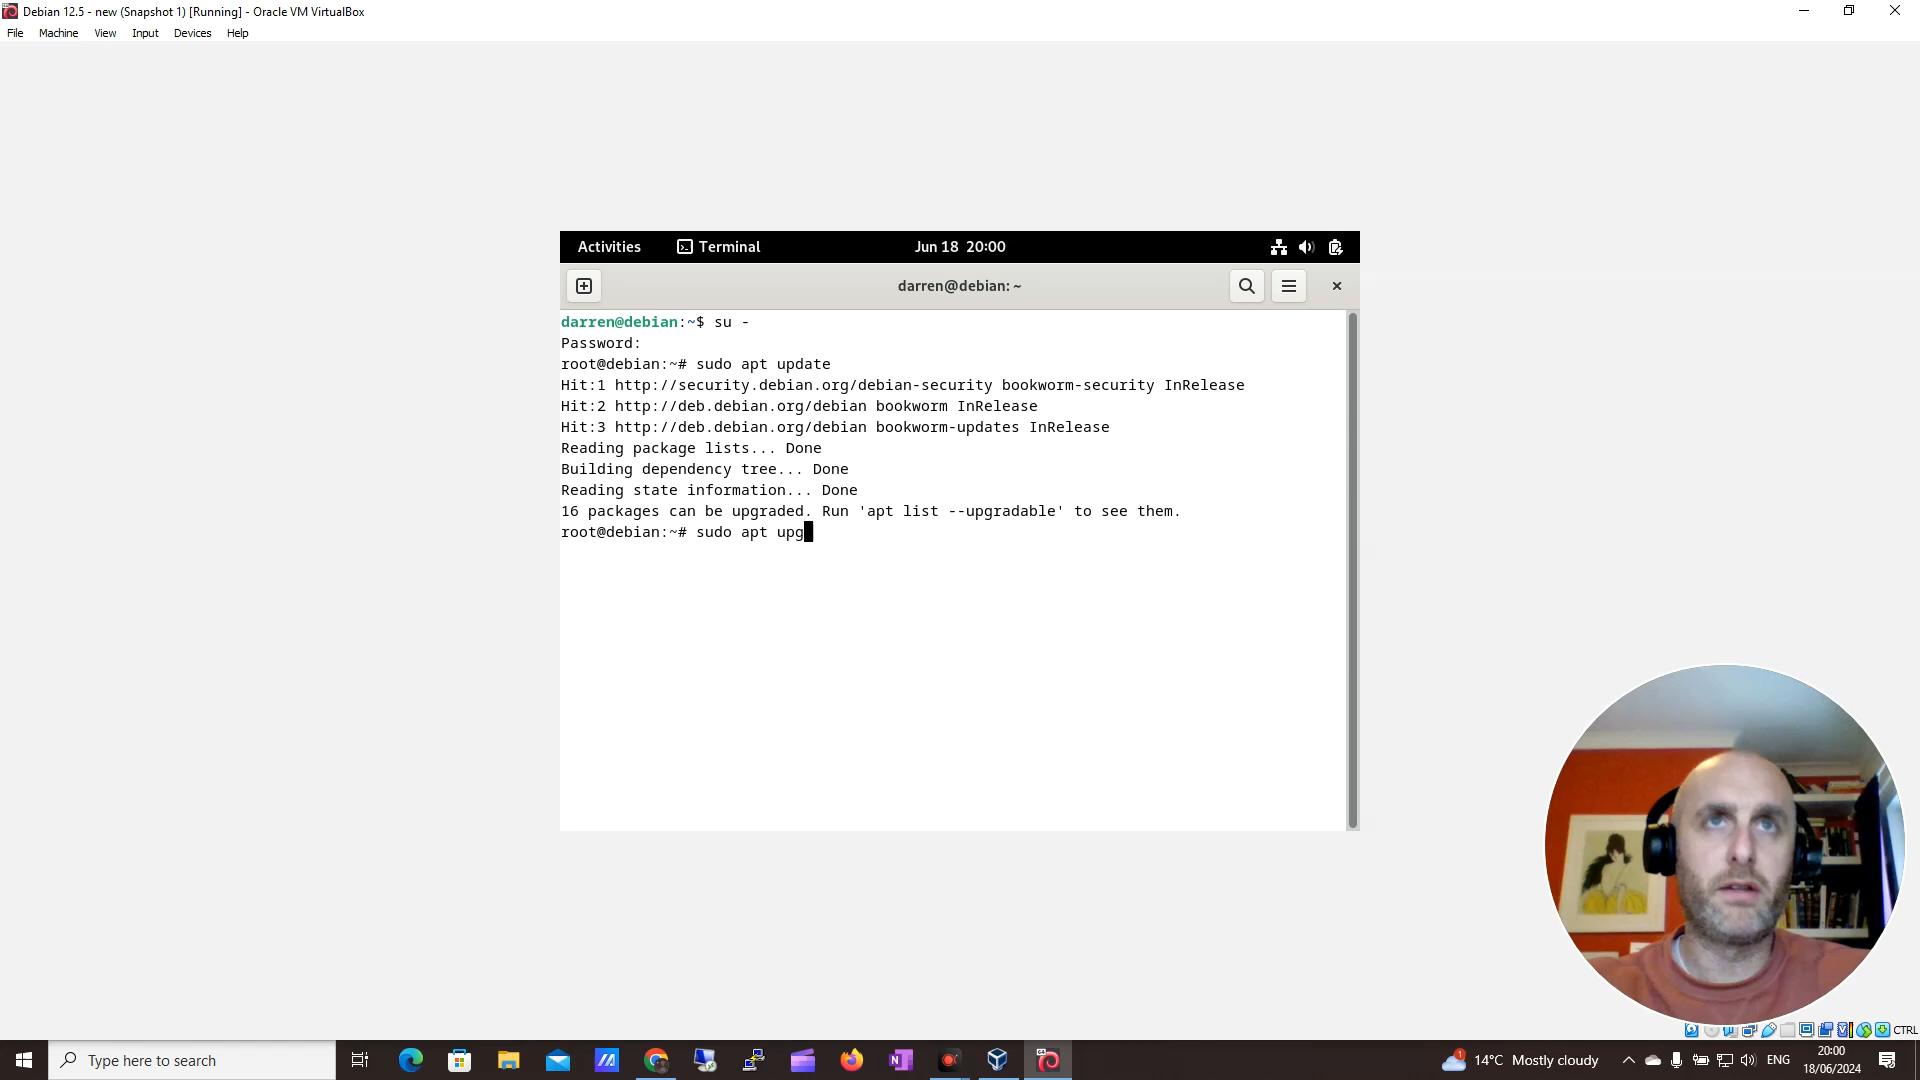 Debian 12.5 - new (Snapshot 1) [Running] - Oracle VM VirtualBox
File Machine View Input Devices Help
Activities Terminal Jun 18 20:00
darren@debian: ~
darren@debian:~$ su -
Password:
root@debian:~# sudo apt update
Hit:1 http://security.debian.org/debian-security bookworm-security InRelease
Hit:2 http://deb.debian.org/debian bookworm InRelease
Hit:3 http://deb.debian.org/debian bookworm-updates InRelease
Reading package lists... Done
Building dependency tree... Done
Reading state information... Done
16 packages can be upgraded. Run 'apt list --upgradable' to see them.
root@debian:~# sudo apt upg
CTRL
Type here to search
1
14°C Mostly cloudy
ENG
20:00
18/06/2024